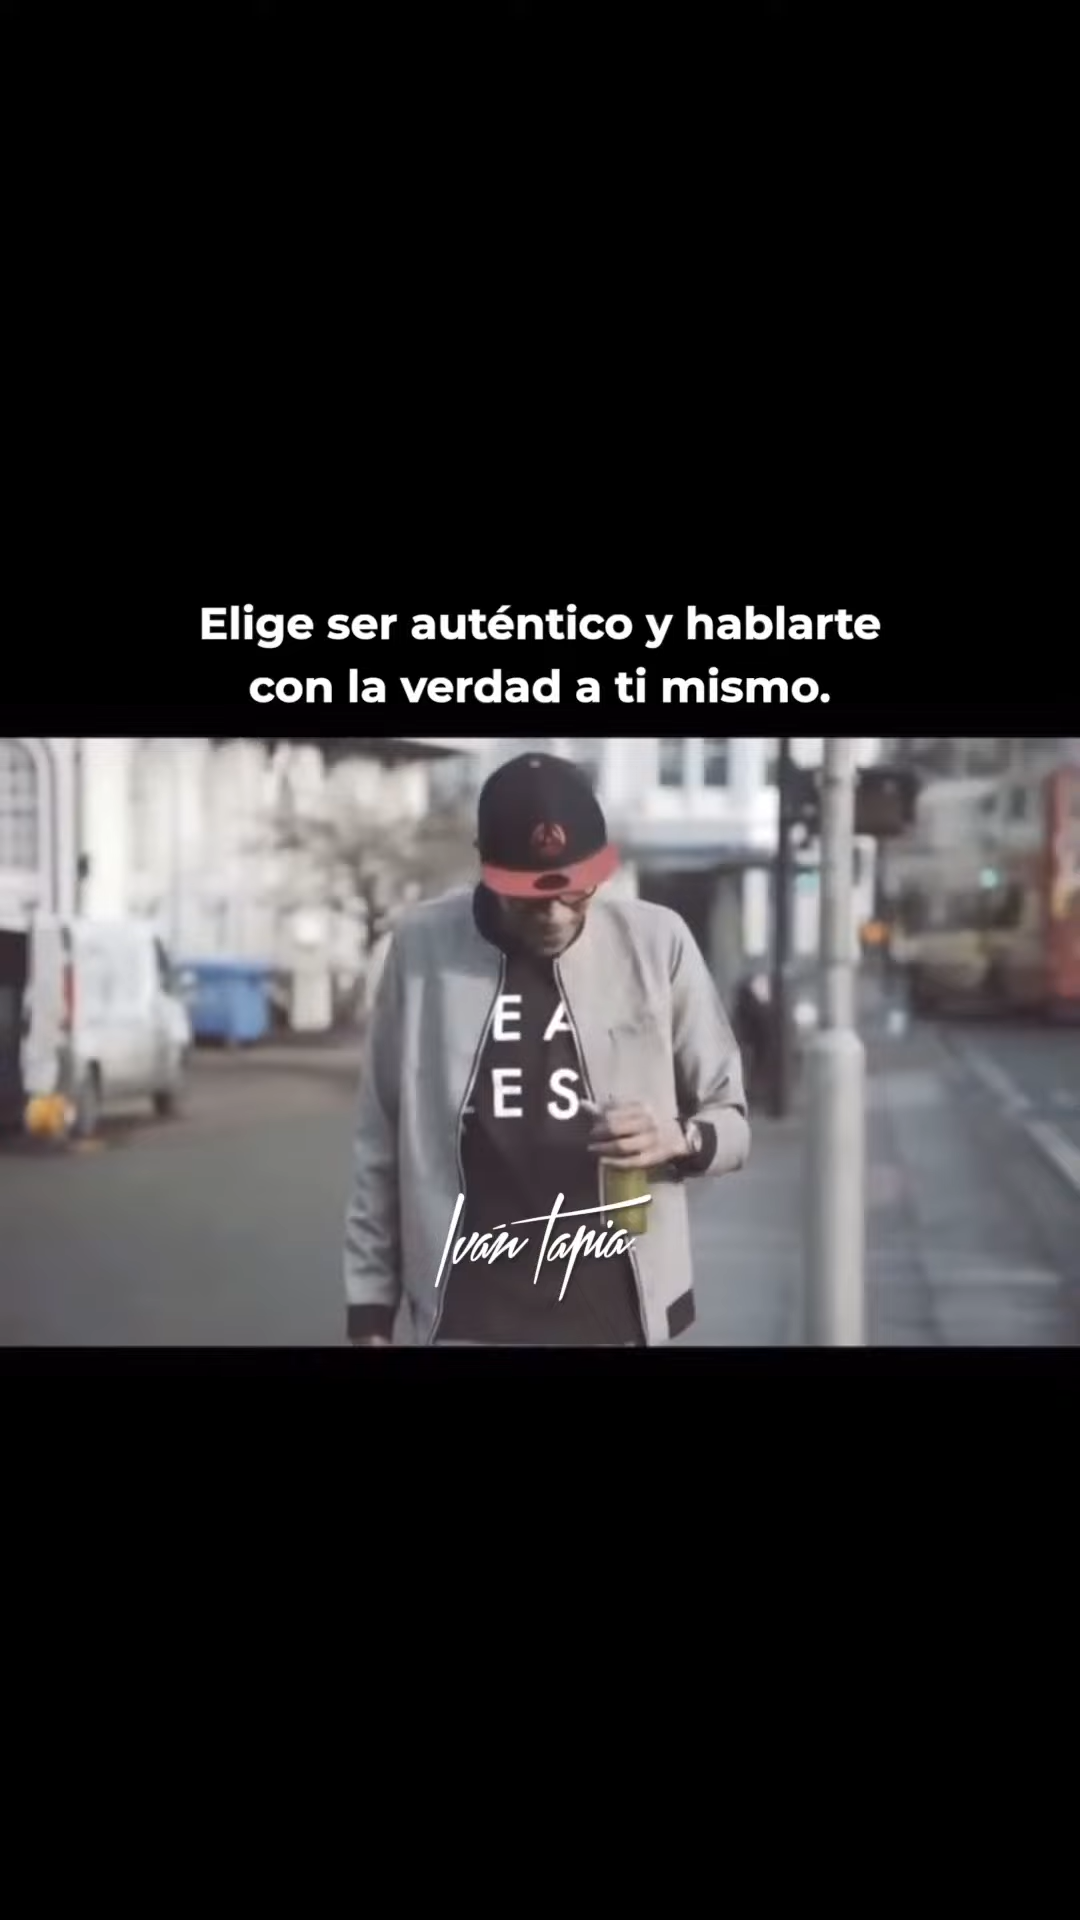 Elige ser auténtico y hablarte
con la verdad a ti mismo.
E A
E S
Iván Tapia